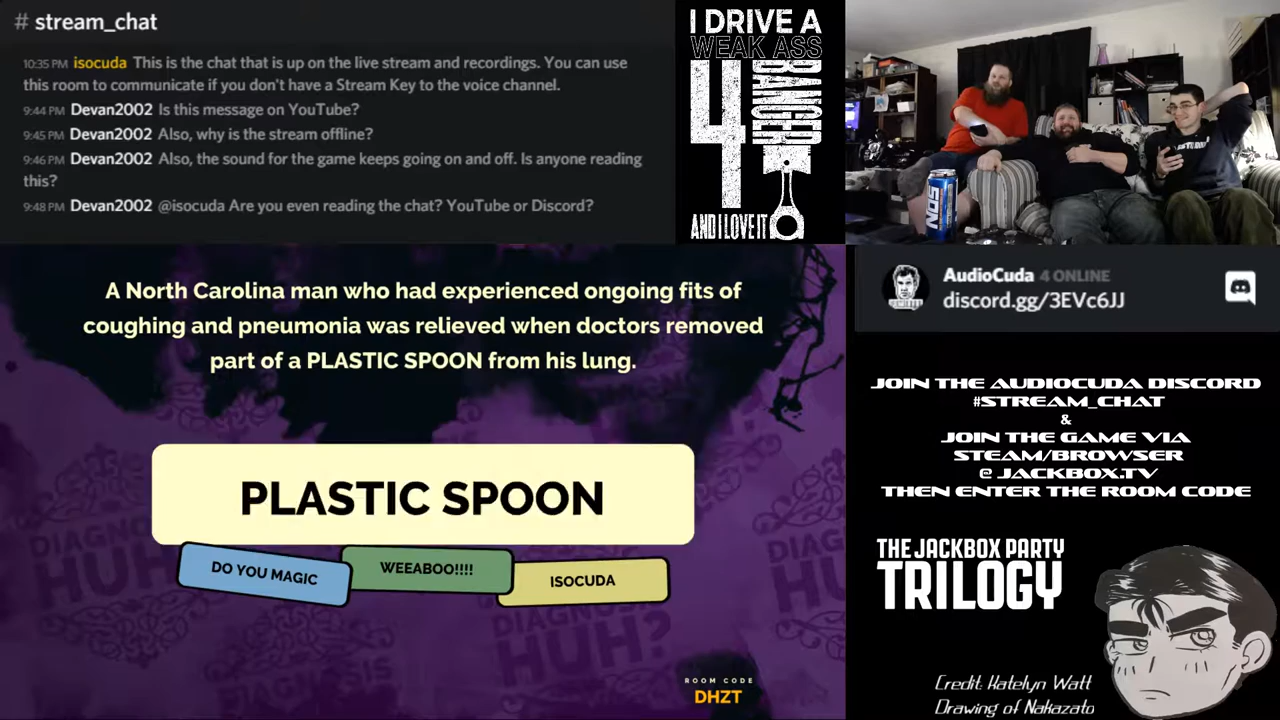 # stream_chat
10:35 PM isocuda This is the chat that is up on the live stream and recordings. You can use
this room to communicate if you don't have a Steam Key to the voice channel.
9:44 PM Devan2002 Is this message on YouTube?
9:45 PM Devan2002 Also, why is the stream offline?
9:46 PM Devan2002 Also, the sound for the game keeps going on and off. Is anyone reading
this?
9:48 PM Devan2002 @isocuda Are you even reading the chat? YouTube or Discord?
I DRIVE A
WEAK ASS
4
BANGER
AND I LOVE IT
A North Carolina man who had experienced ongoing fits of
coughing and pneumonia was relieved when doctors removed
part of a PLASTIC SPOON from his lung.
PLASTIC SPOON
DO YOU MAGIC
WEEABOO!!!!
ISOCUDA
ROOM CODE
DHZT
AudioCuda 4 ONLINE
discord.gg/3EVc6JJ
JOIN THE AUDIOCUDA DISCORD
#STREAM_CHAT
&
JOIN THE GAME VIA
STEAM/BROWSER
@ JACKBOX.TV
THEN ENTER THE ROOM CODE
THE JACKBOX PARTY
TRILOGY
Credit: Katelyn Watt
Drawing of Nakazato